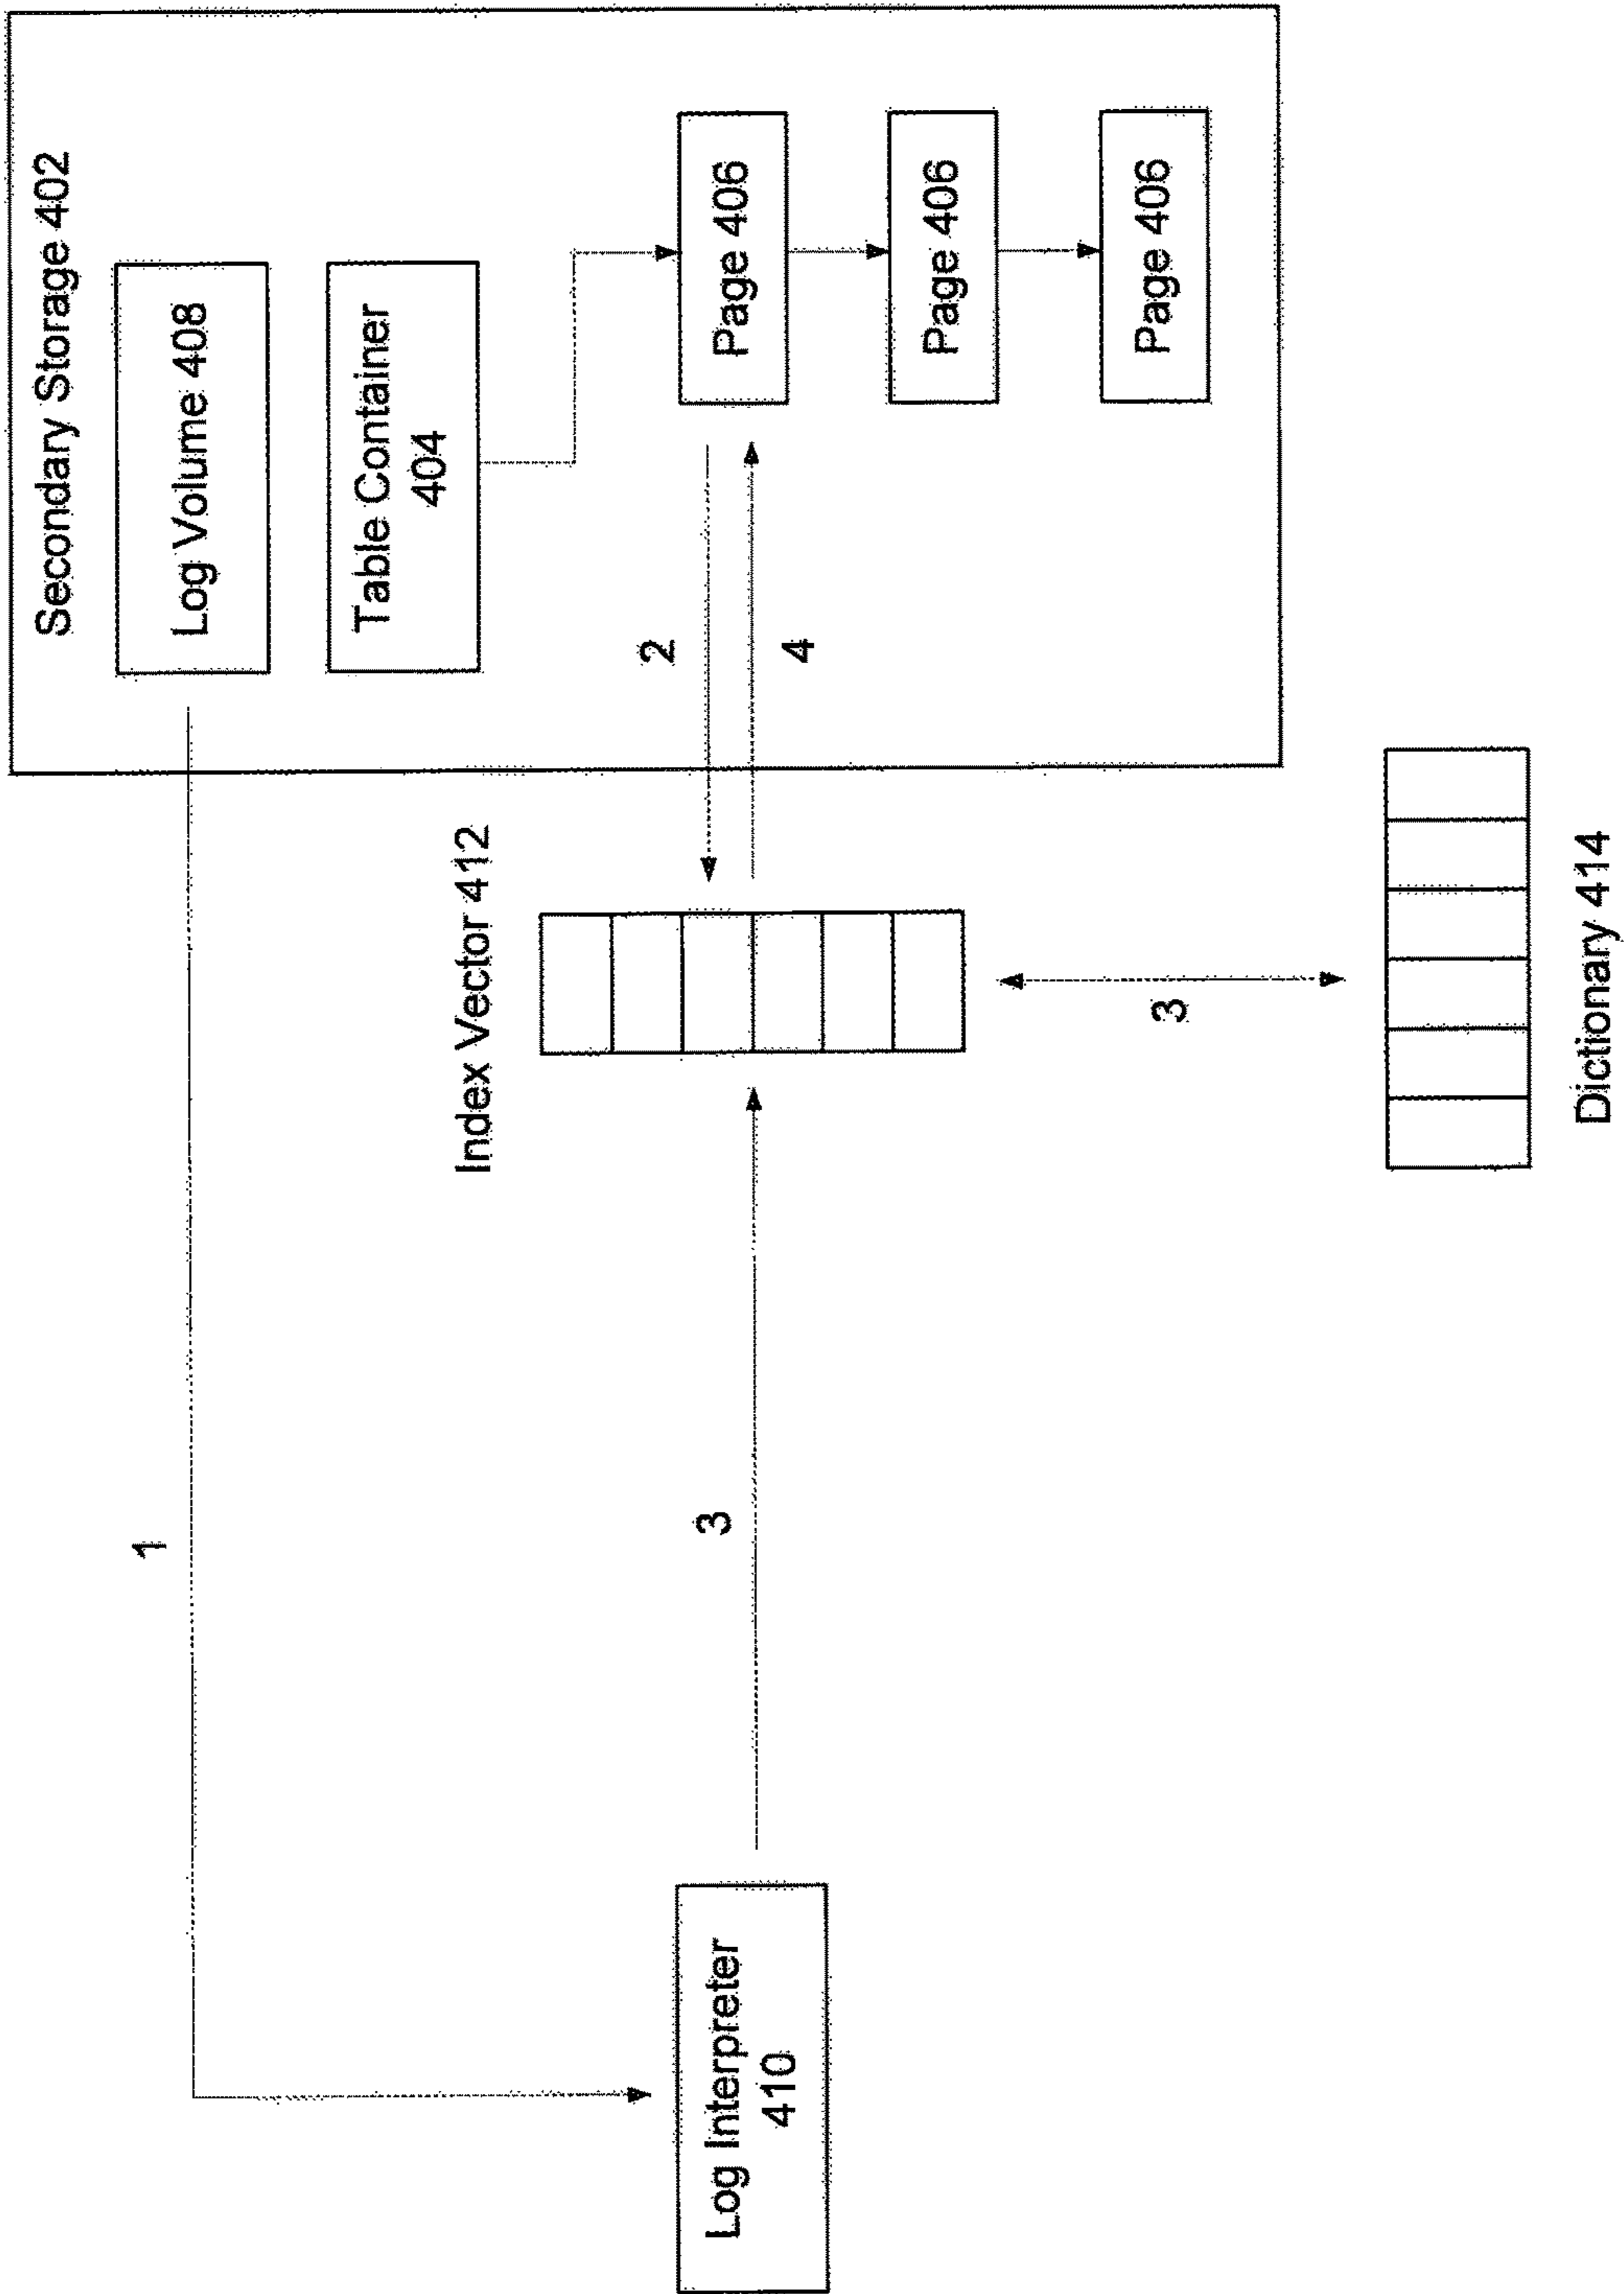 Secondary Storage 402
Log Volume 408
1
Table Container
404
Index Vector 412
2
4
Page 406
Page 406
Page 406
3
Log Interpreter
410
3
Dictionary 414